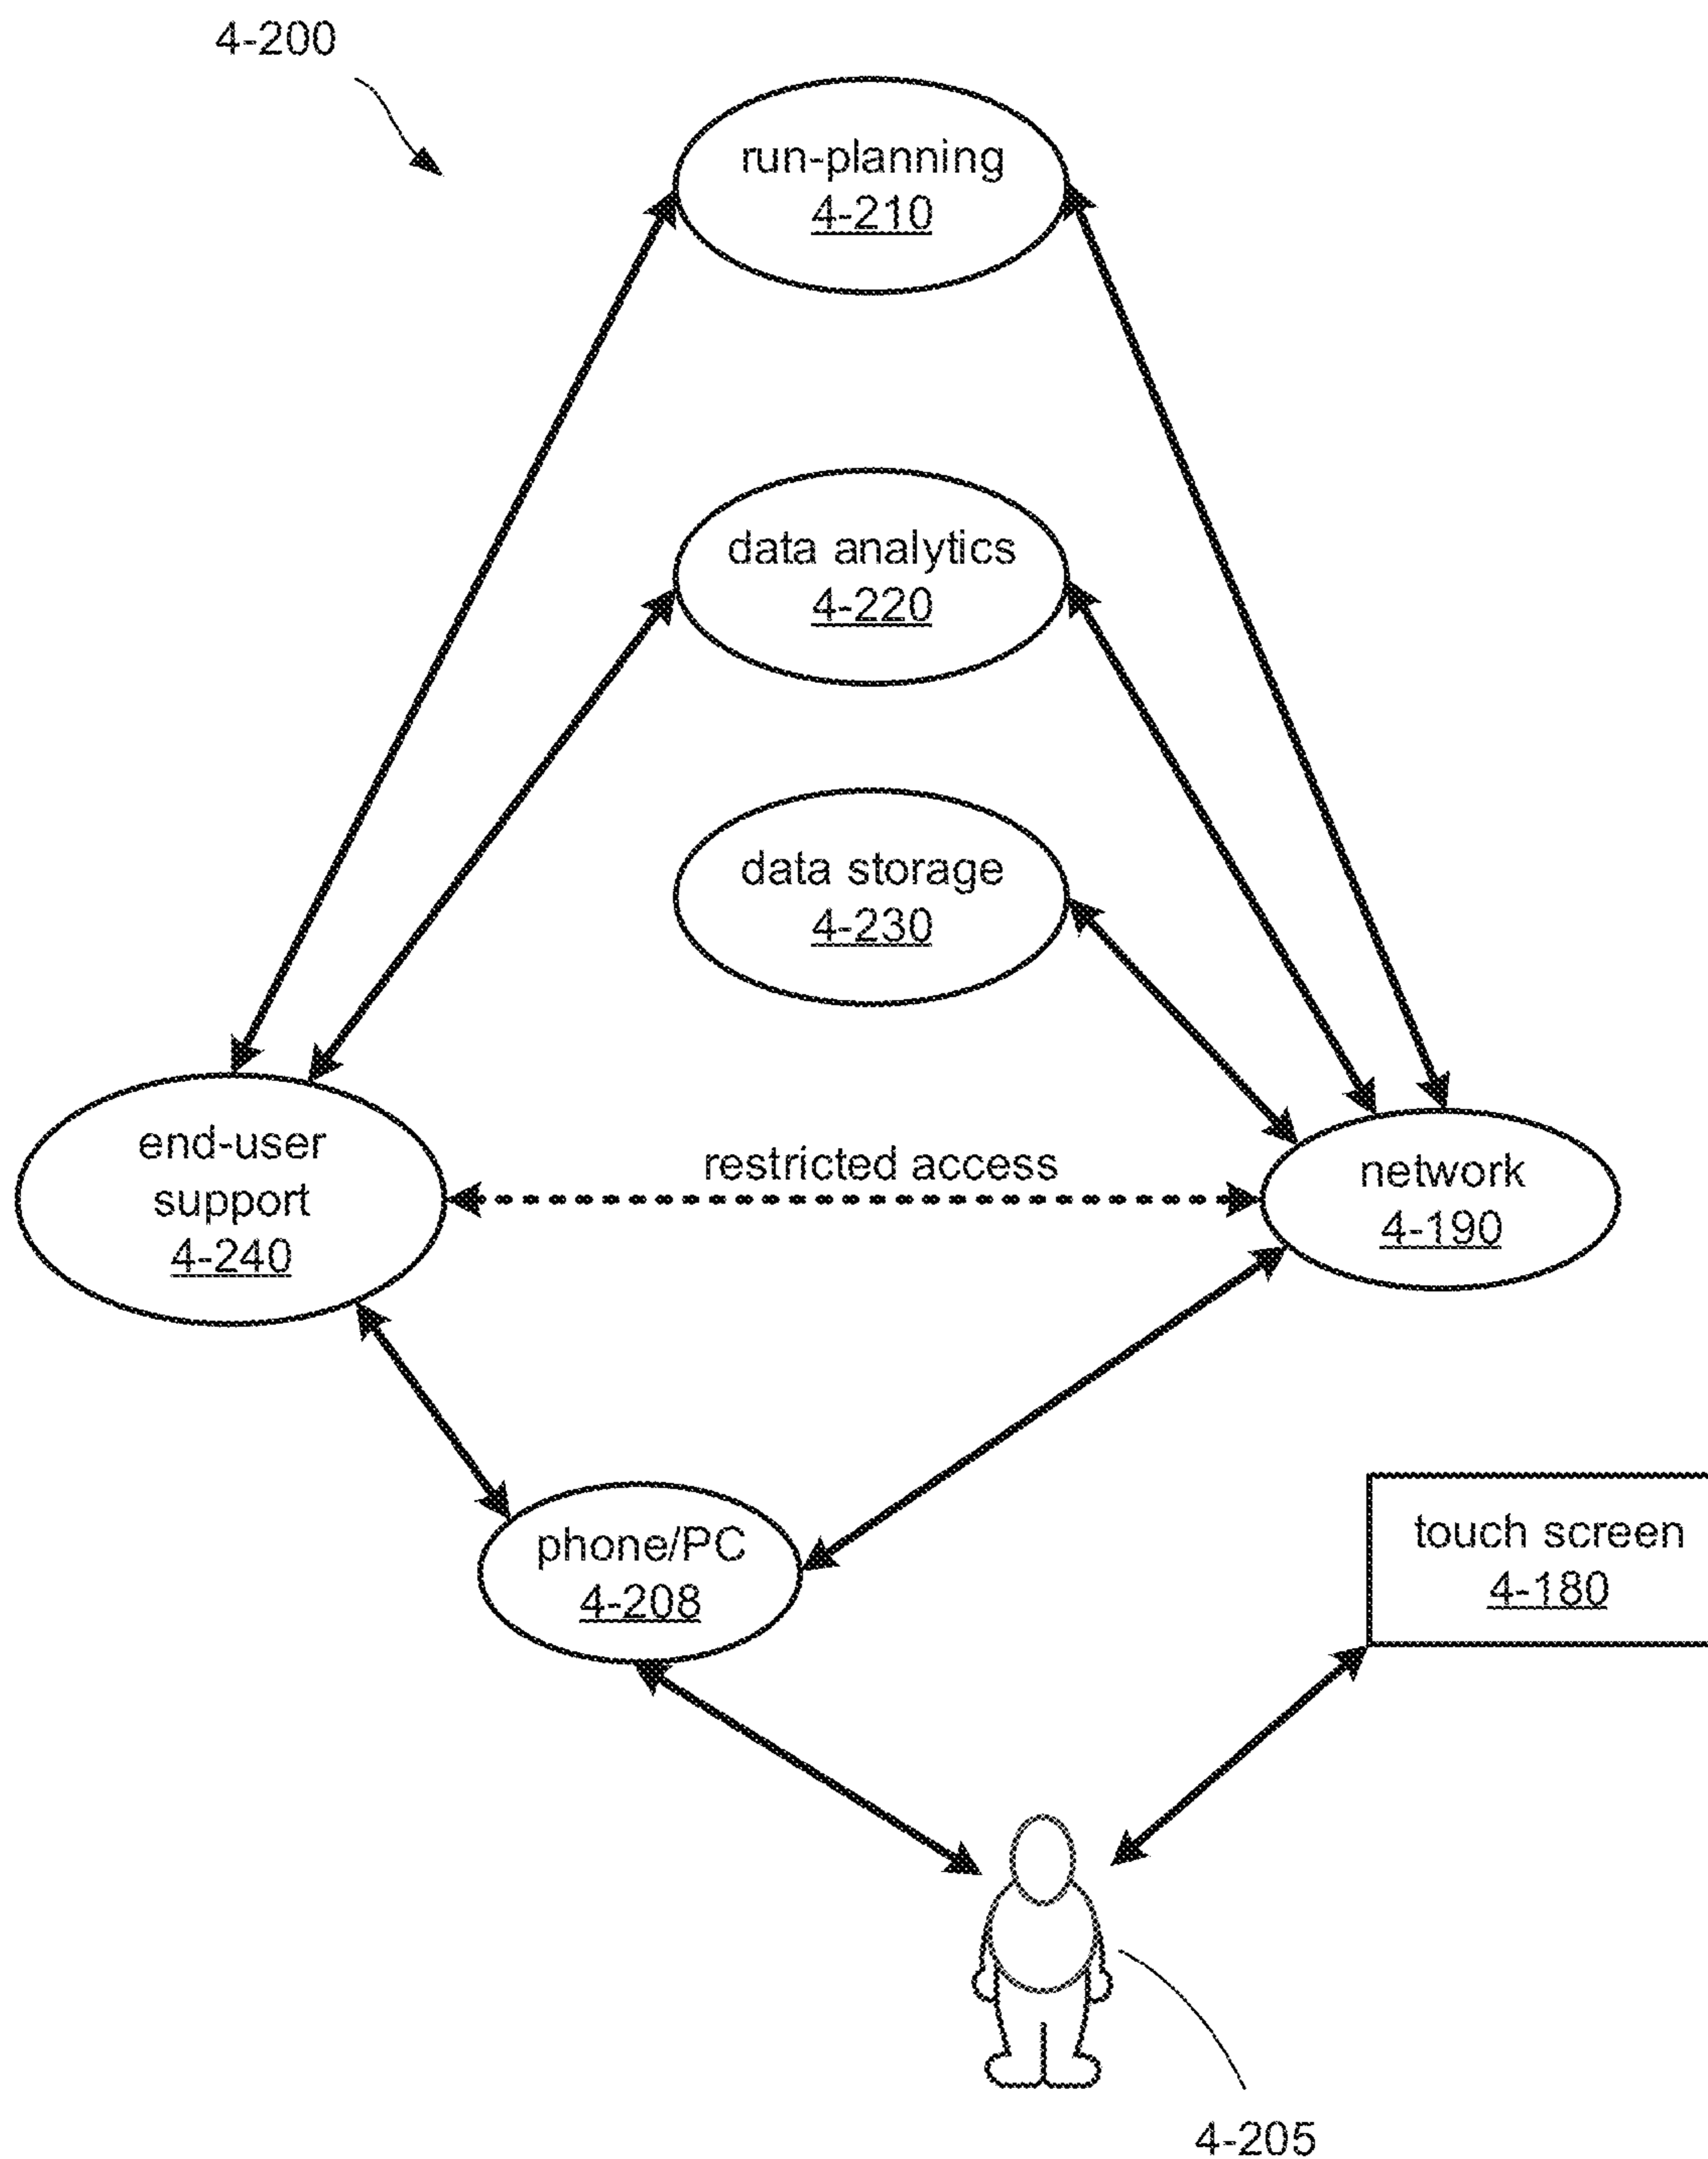 4-200
run-planning
4-210
data analytics
4-220
data storage
4-230
end-user
support
4-240
restricted access
network
4-190
phone/PC
4-208
touch screen
4-180
4-205